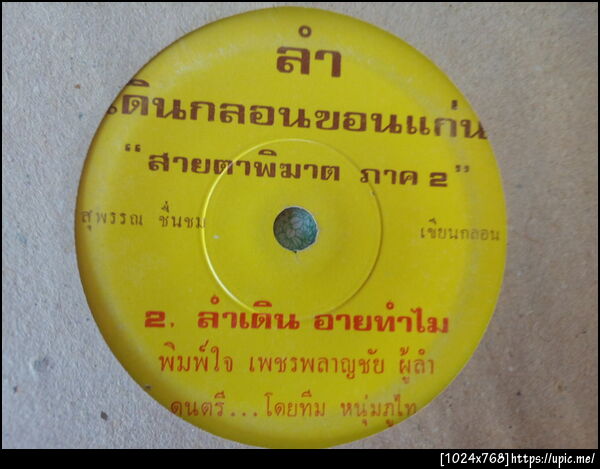 ลำ
เดินกลอนขอนแก่น
“สายตาพิฆาต ภาค 2”
สุพรรณ ชื่นชม
เขียนกลอน
2. ลำเดิน อายทำไม
พิมพ์ใจ เพชรพลาญชัย ผู้ลำ
ดนตรี...โดยทีม หนุ่มภูไท
[1024x768]https://upic.me/